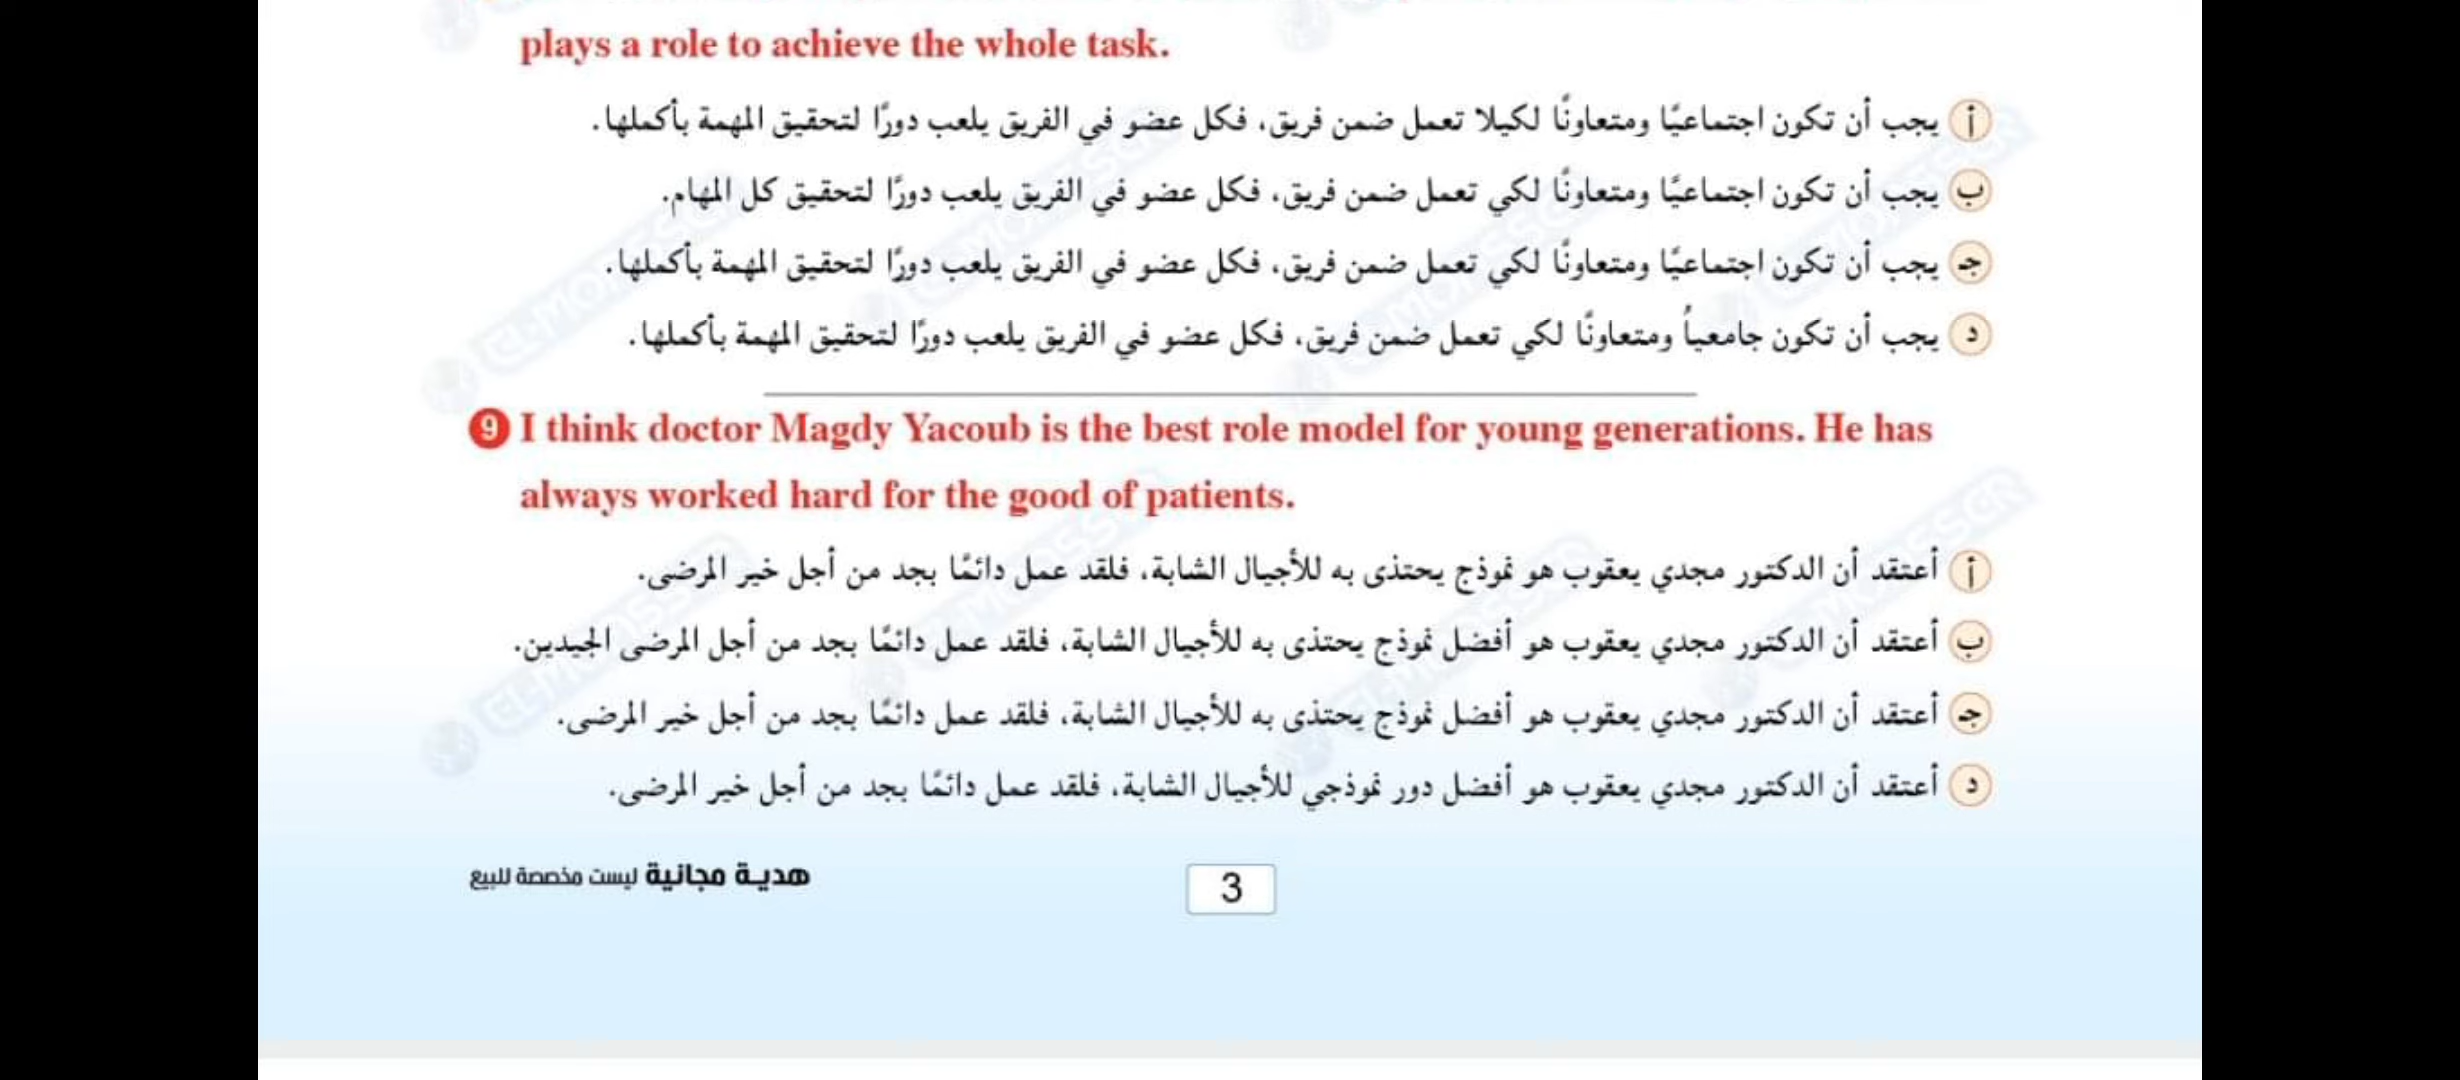 plays a role to achieve the whole task.
أ يجب أن تكون اجتماعيًا ومتعاونًا لكيلا تعمل ضمن فريق، فكل عضو في الفريق يلعب دورًا لتحقيق المهمة بأكملها.
ب يجب أن تكون اجتماعيًا ومتعاونًا لكي تعمل ضمن فريق، فكل عضو في الفريق يلعب دورًا لتحقيق كل المهام.
جـ يجب أن تكون اجتماعيًا ومتعاونًا لكي تعمل ضمن فريق، فكل عضو في الفريق يلعب دورًا لتحقيق المهمة بأكملها.
د يجب أن تكون جامعياُ ومتعاونًا لكي تعمل ضمن فريق، فكل عضو في الفريق يلعب دورًا لتحقيق المهمة بأكملها.
9 I think doctor Magdy Yacoub is the best role model for young generations. He has
always worked hard for the good of patients.
أ أعتقد أن الدكتور مجدي يعقوب هو نموذج يحتذى به للأجيال الشابة، فلقد عمل دائمًا بجد من أجل خير المرضى.
ب أعتقد أن الدكتور مجدي يعقوب هو أفضل نموذج يحتذى به للأجيال الشابة، فلقد عمل دائمًا بجد من أجل المرضى الجيدين.
جـ أعتقد أن الدكتور مجدي يعقوب هو أفضل نموذج يحتذى به للأجيال الشابة، فلقد عمل دائمًا بجد من أجل خير المرضى.
د أعتقد أن الدكتور مجدي يعقوب هو أفضل دور نموذجي للأجيال الشابة، فلقد عمل دائمًا بجد من أجل خير المرضى.
هدية مجانية ليست مخصصة للبيع
3